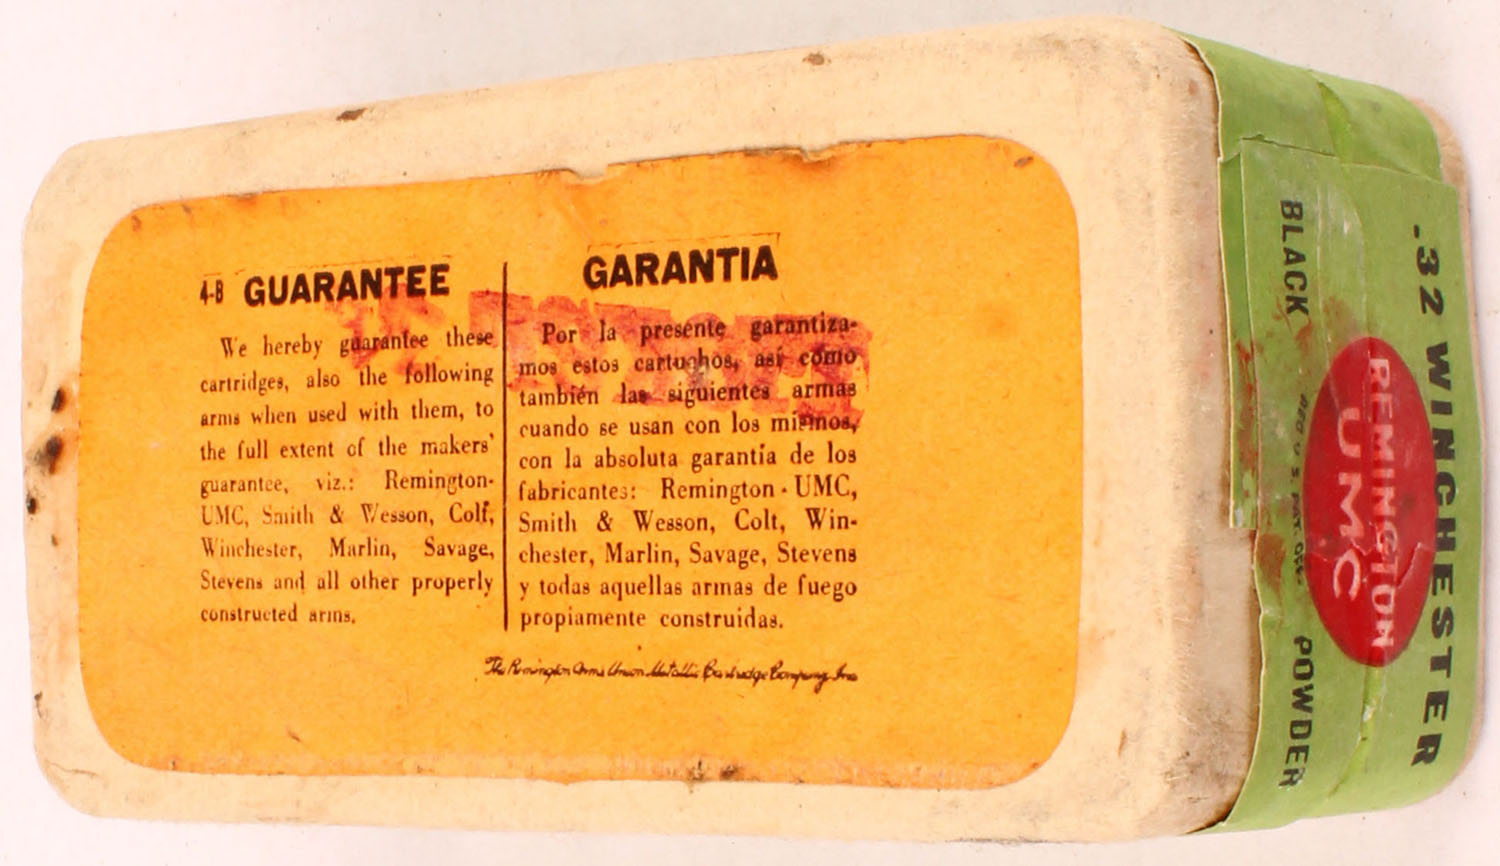 4-B GUARANTEE
We hereby guarantee these
cartridges, also the following
arms when used with them, to
the full extent of the makers'
guarantee, viz.: Remington-
UMC, Smith & Wesson, Colt,
Winchester, Marlin, Savage,
Stevens and all other properly
constructed arms.
GARANTIA
Por la presente garantiza-
mos estos cartuchos, así como
también las siguientes armas
cuando se usan con los mismos,
con la absoluta garantía de los
fabricantes: Remington-UMC,
Smith & Wesson, Colt, Win-
chester, Marlin, Savage, Stevens
y todas aquellas armas de fuego
propiamente construidas.
The Remington Arms Union Metallic Cartridge Company, Inc
.32 WINCHESTER
REMINGTON
UMC
REG U.S. PAT. OFF.
BLACK POWDER